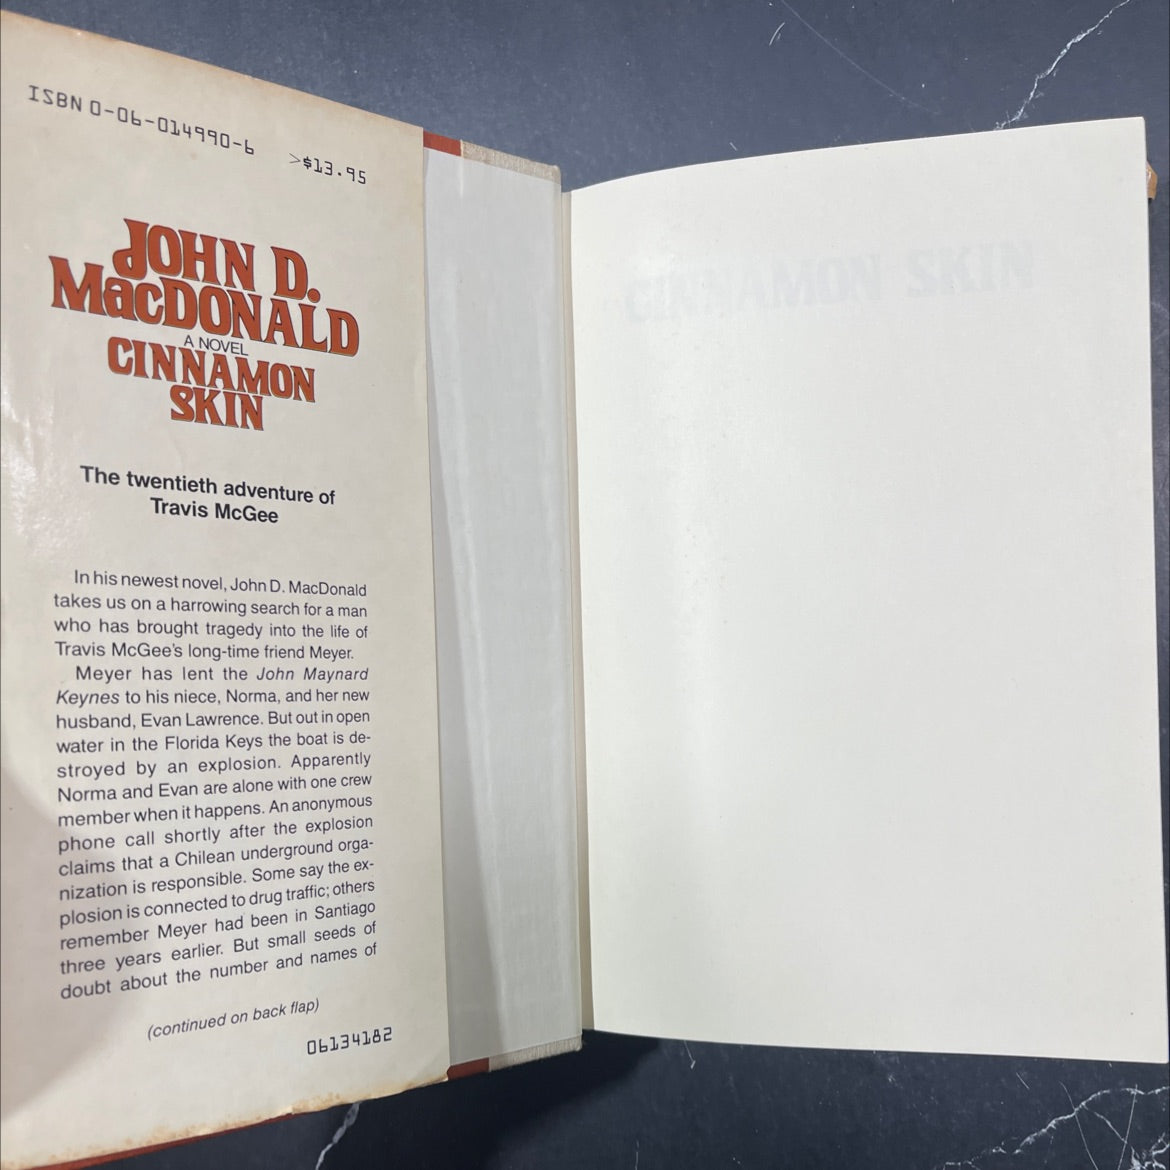 ISBN 0-06-014990-6
>$13.95
JOHN D.
MacDONALD
A NOVEL
CINNAMON
SKIN
The twentieth adventure of
Travis McGee
In his newest novel, John D. MacDonald
takes us on a harrowing search for a man
who has brought tragedy into the life of
Travis McGee's long-time friend Meyer.
Meyer has lent the John Maynard
Keynes to his niece, Norma, and her new
husband, Evan Lawrence. But out in open
water in the Florida Keys the boat is de-
stroyed by an explosion. Apparently
Norma and Evan are alone with one crew
member when it happens. An anonymous
phone call shortly after the explosion
claims that a Chilean underground orga-
nization is responsible. Some say the ex-
plosion is connected to drug traffic; others
remember Meyer had been in Santiago
three years earlier. But small seeds of
doubt about the number and names of
(continued on back flap)
06134182
CINNAMON SKIN